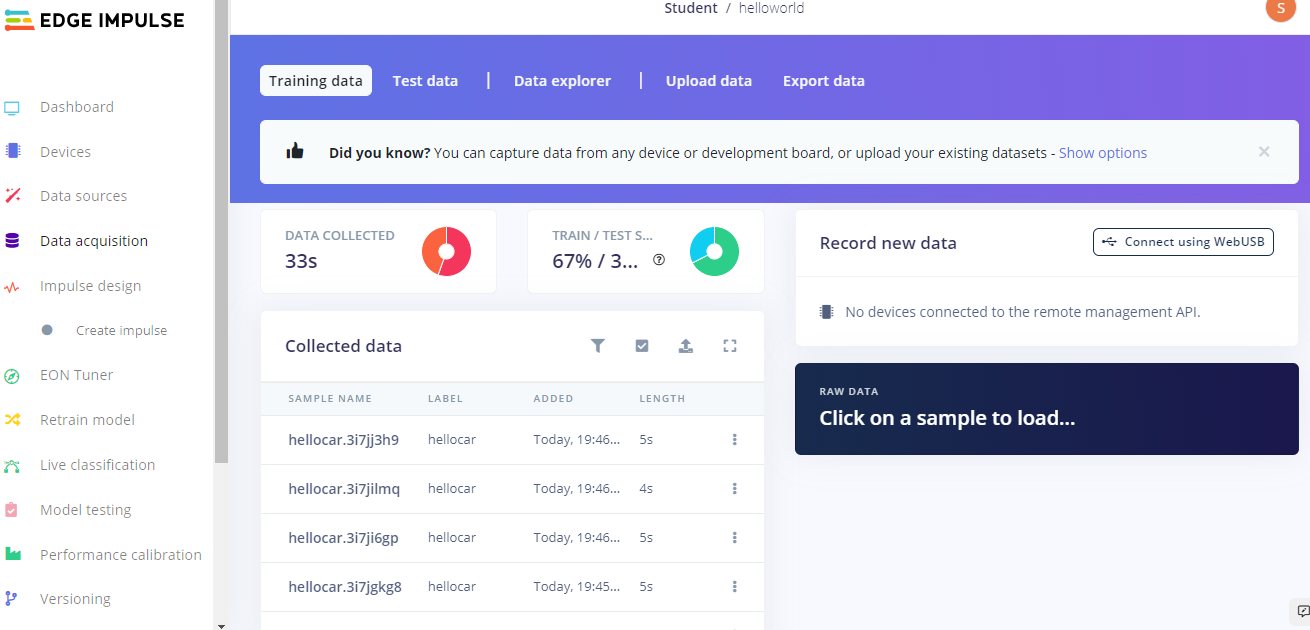 EDGE IMPULSE
Student / helloworld
S
Dashboard
Devices
Data sources
Data acquisition
Impulse design
Create impulse
EON Tuner
Retrain model
Live classification
Model testing
Performance calibration
Versioning
Training data Test data | Data explorer | Upload data Export data
Did you know? You can capture data from any device or development board, or upload your existing datasets - Show options ×
DATA COLLECTED
33s
TRAIN / TEST S...
67% / 3... ?
Collected data
SAMPLE NAME LABEL ADDED LENGTH
hellocar.3i7jj3h9 hellocar Today, 19:46... 5s
hellocar.3i7jilmq hellocar Today, 19:46... 4s
hellocar.3i7ji6gp hellocar Today, 19:46... 5s
hellocar.3i7jgkg8 hellocar Today, 19:45... 5s
Record new data
Connect using WebUSB
No devices connected to the remote management API.
RAW DATA
Click on a sample to load...